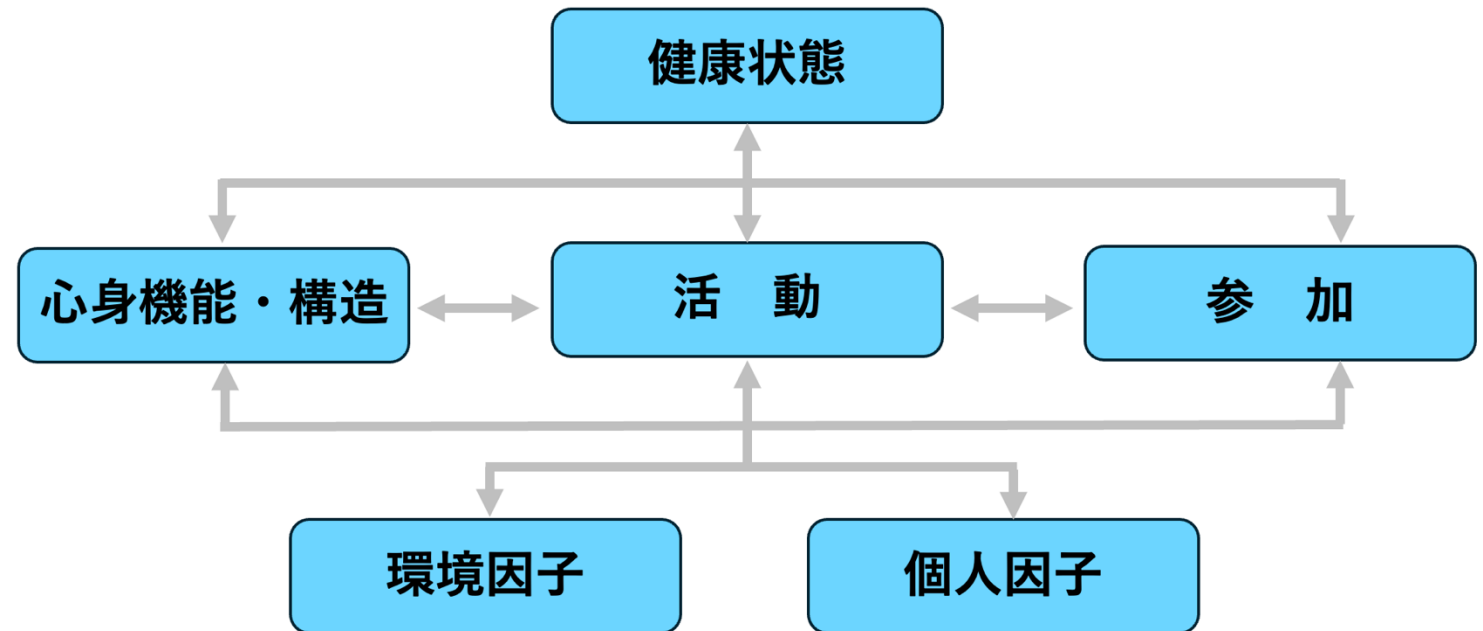 健康状態
心身機能・構造
活　動
参　加
環境因子
個人因子